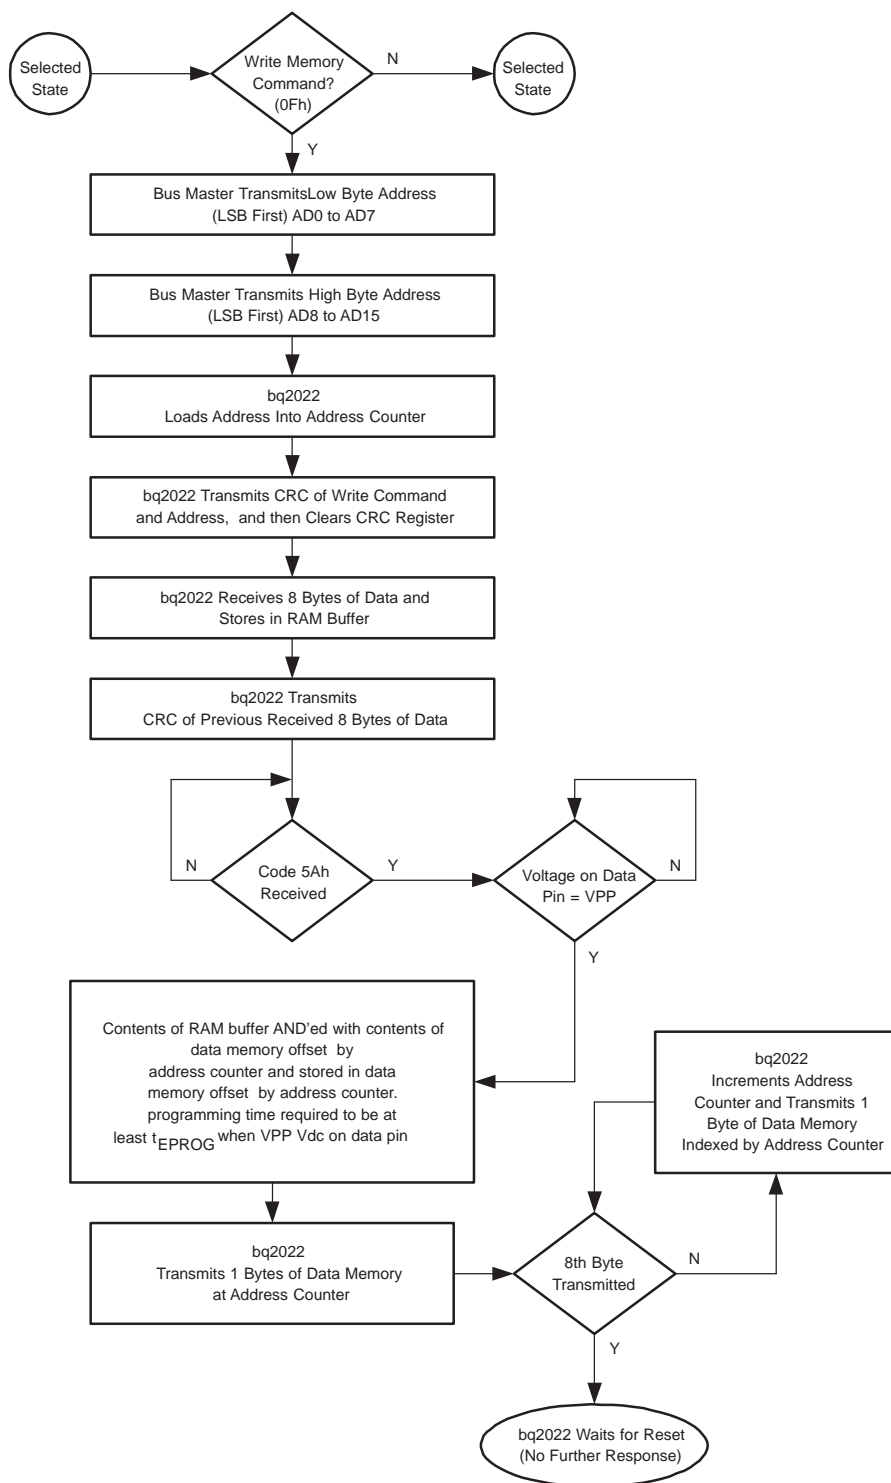 Selected
State
Write Memory
Command?
(0Fh)
N
Selected
State
Y
Bus Master TransmitsLow Byte Address
(LSB First) AD0 to AD7
Bus Master Transmits High Byte Address
(LSB First) AD8 to AD15
bq2022
Loads Address Into Address Counter
bq2022 Transmits CRC of Write Command
and Address,  and then Clears CRC Register
bq2022 Receives 8 Bytes of Data and
Stores in RAM Buffer
bq2022 Transmits
CRC of Previous Received 8 Bytes of Data
N
Code 5Ah
Received
Y
Voltage on Data
Pin = VPP
N
Y
Contents of RAM buffer AND'ed with contents of
data memory offset  by
address counter and stored in data
memory offset  by address counter.
programming time required to be at
least tEPROG when VPP Vdc on data pin
bq2022
Increments Address
Counter and Transmits 1
Byte of Data Memory
Indexed by Address Counter
bq2022
Transmits 1 Bytes of Data Memory
at Address Counter
8th Byte
Transmitted
N
Y
bq2022 Waits for Reset
(No Further Response)